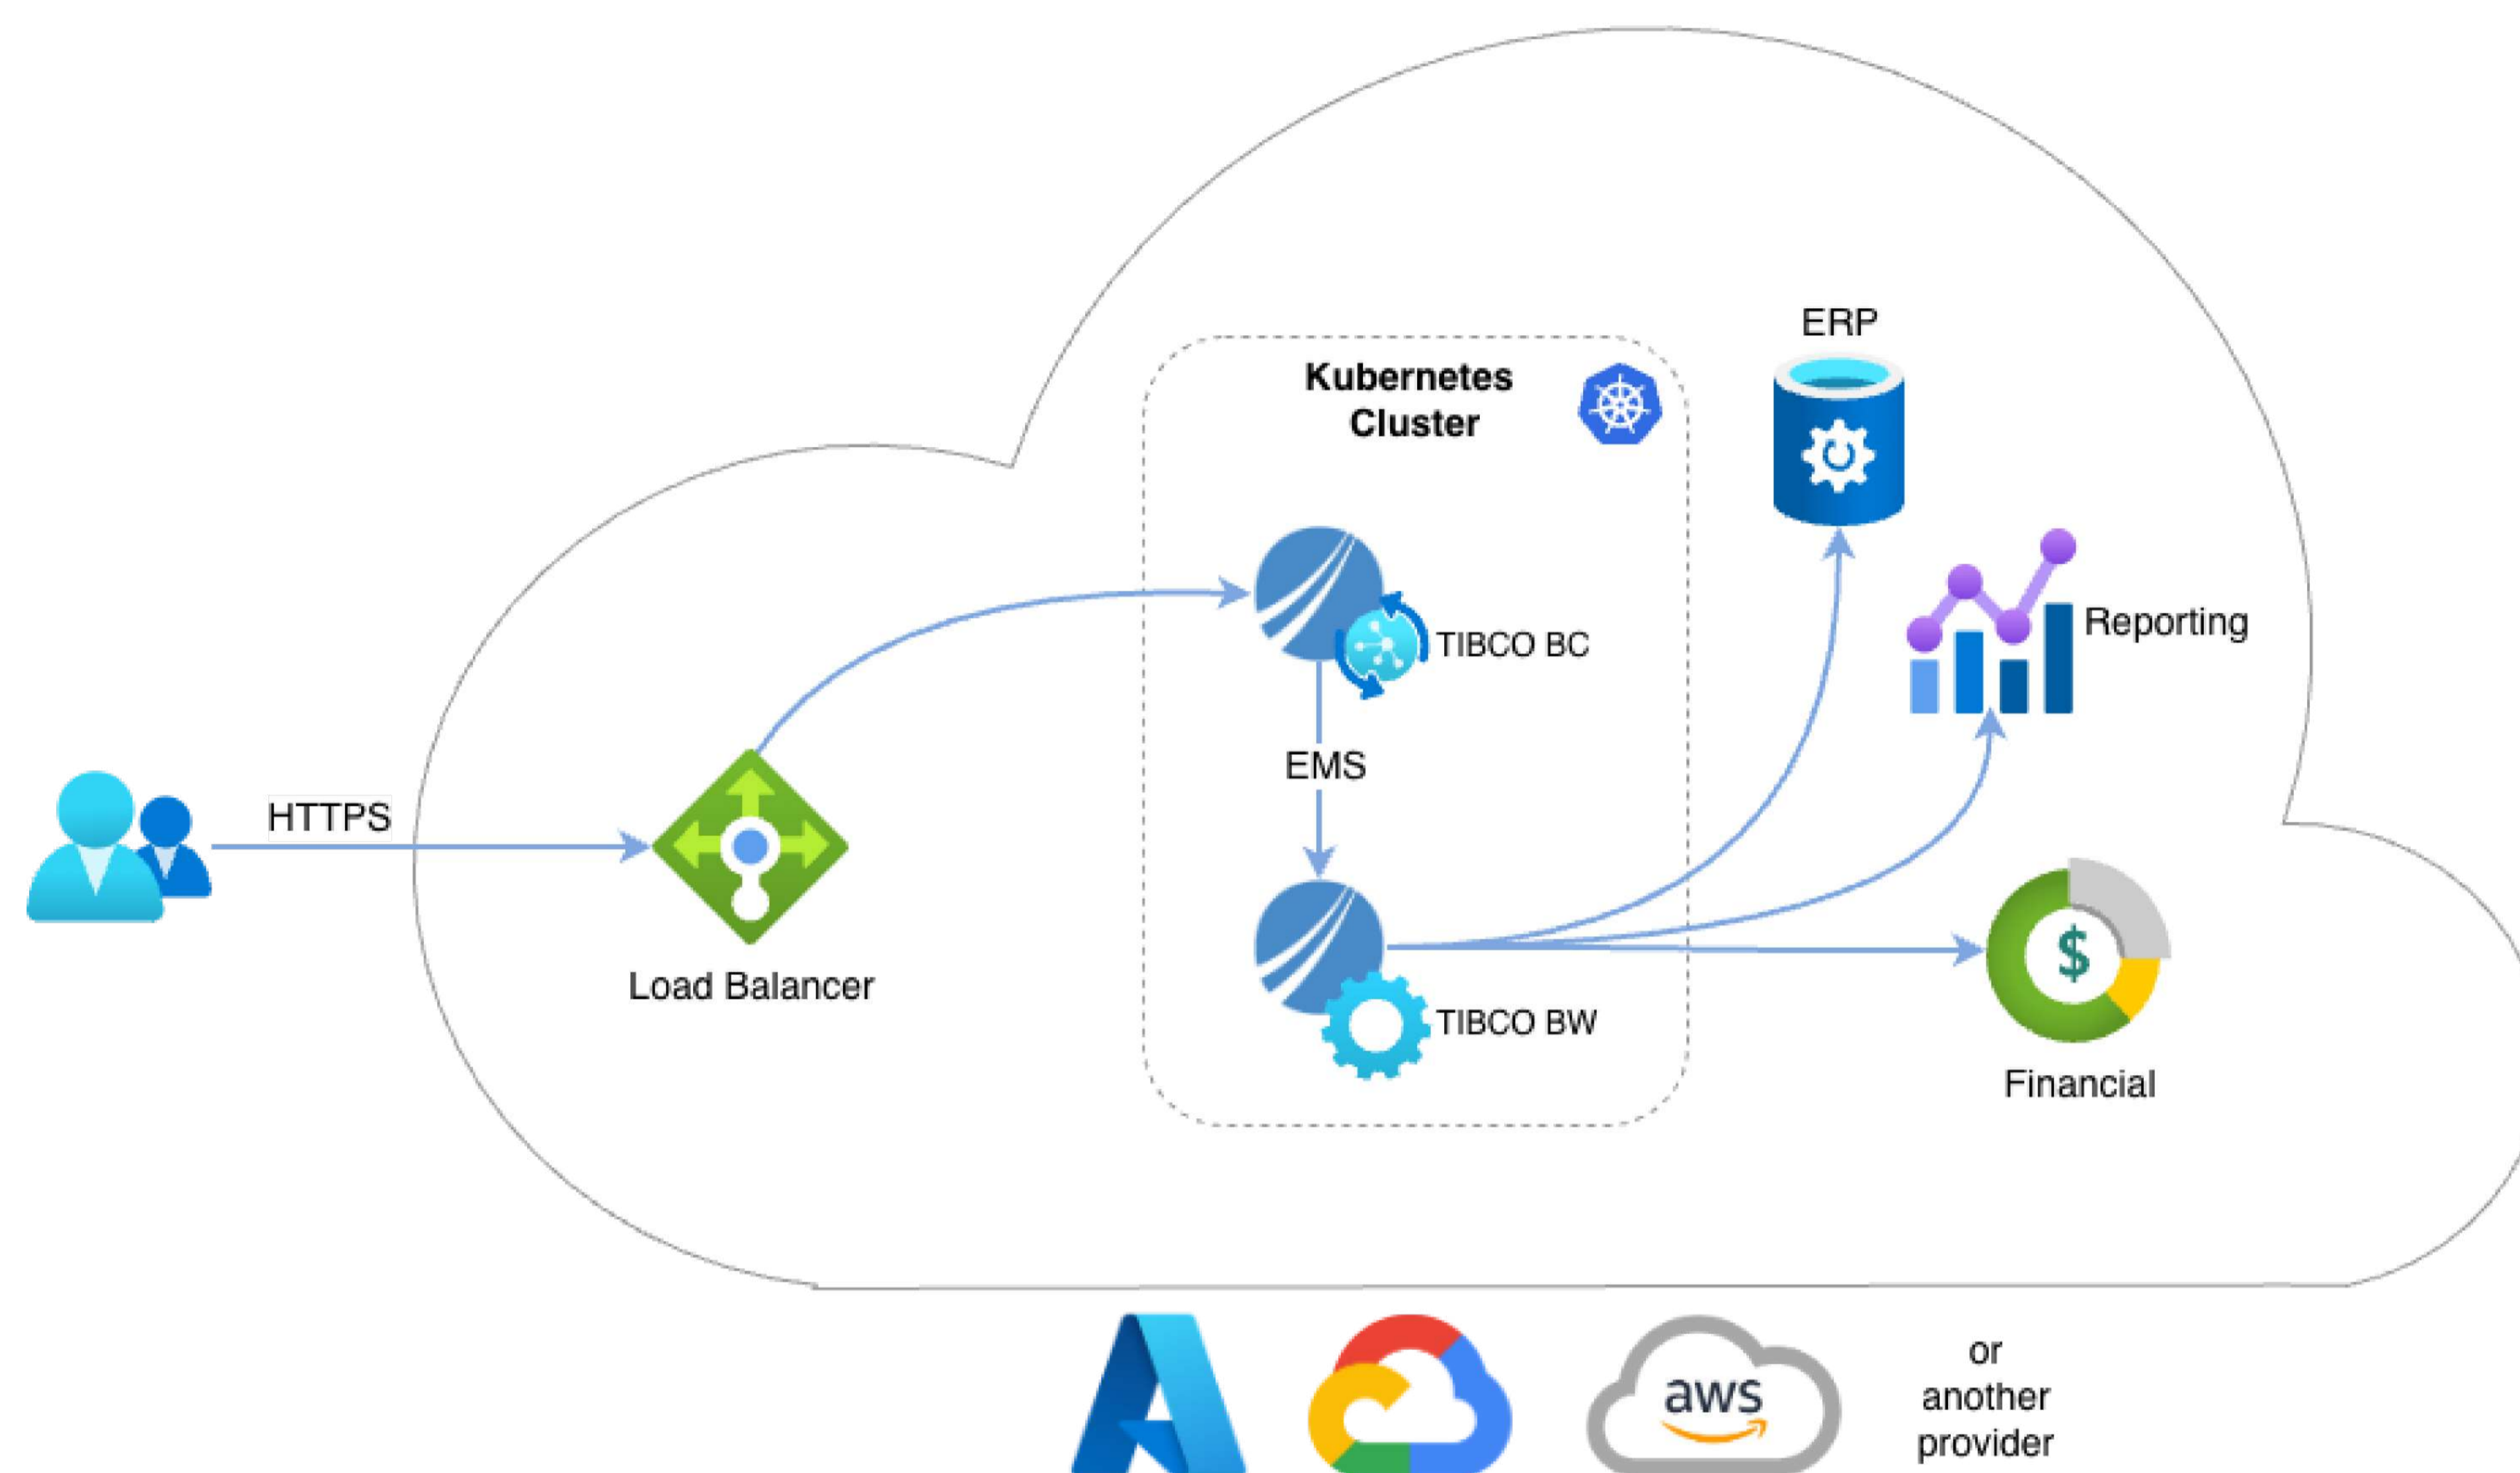 ERP
Kubernetes
Cluster
Reporting
TIBCO BC
EMS
HTTPS
$
Load Balancer
TIBCO BW
Financial
aws
or
another
provider